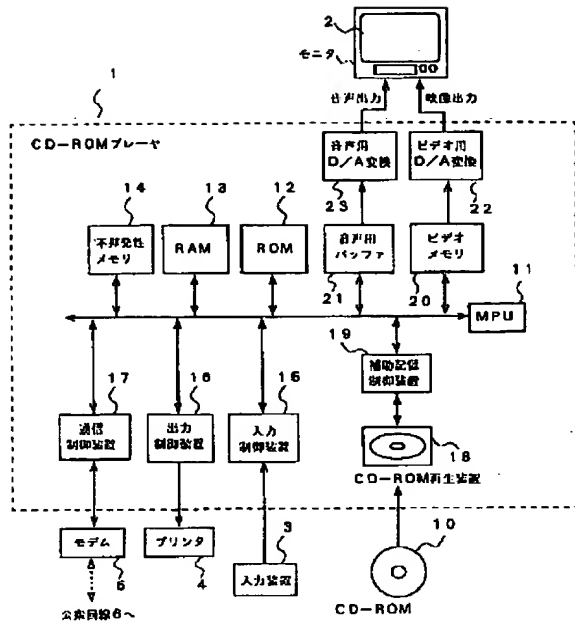 2
モニタ
1
音声出力
映像出力
CD-ROMプレーヤ
音声用
D/A変換
ビデオ用
D/A変換
14
13
12
23
22
不揮発性
メモリ
RAM
ROM
音声用
バッファ
ビデオ
メモリ
11
21
20
MPU
19
補助記憶
制御装置
17
16
15
通信
制御装置
出力
制御装置
入力
制御装置
18
CD-ROM再生装置
モデム
プリンタ
3
10
5
4
入力装置
公衆回線6へ
CD-ROM